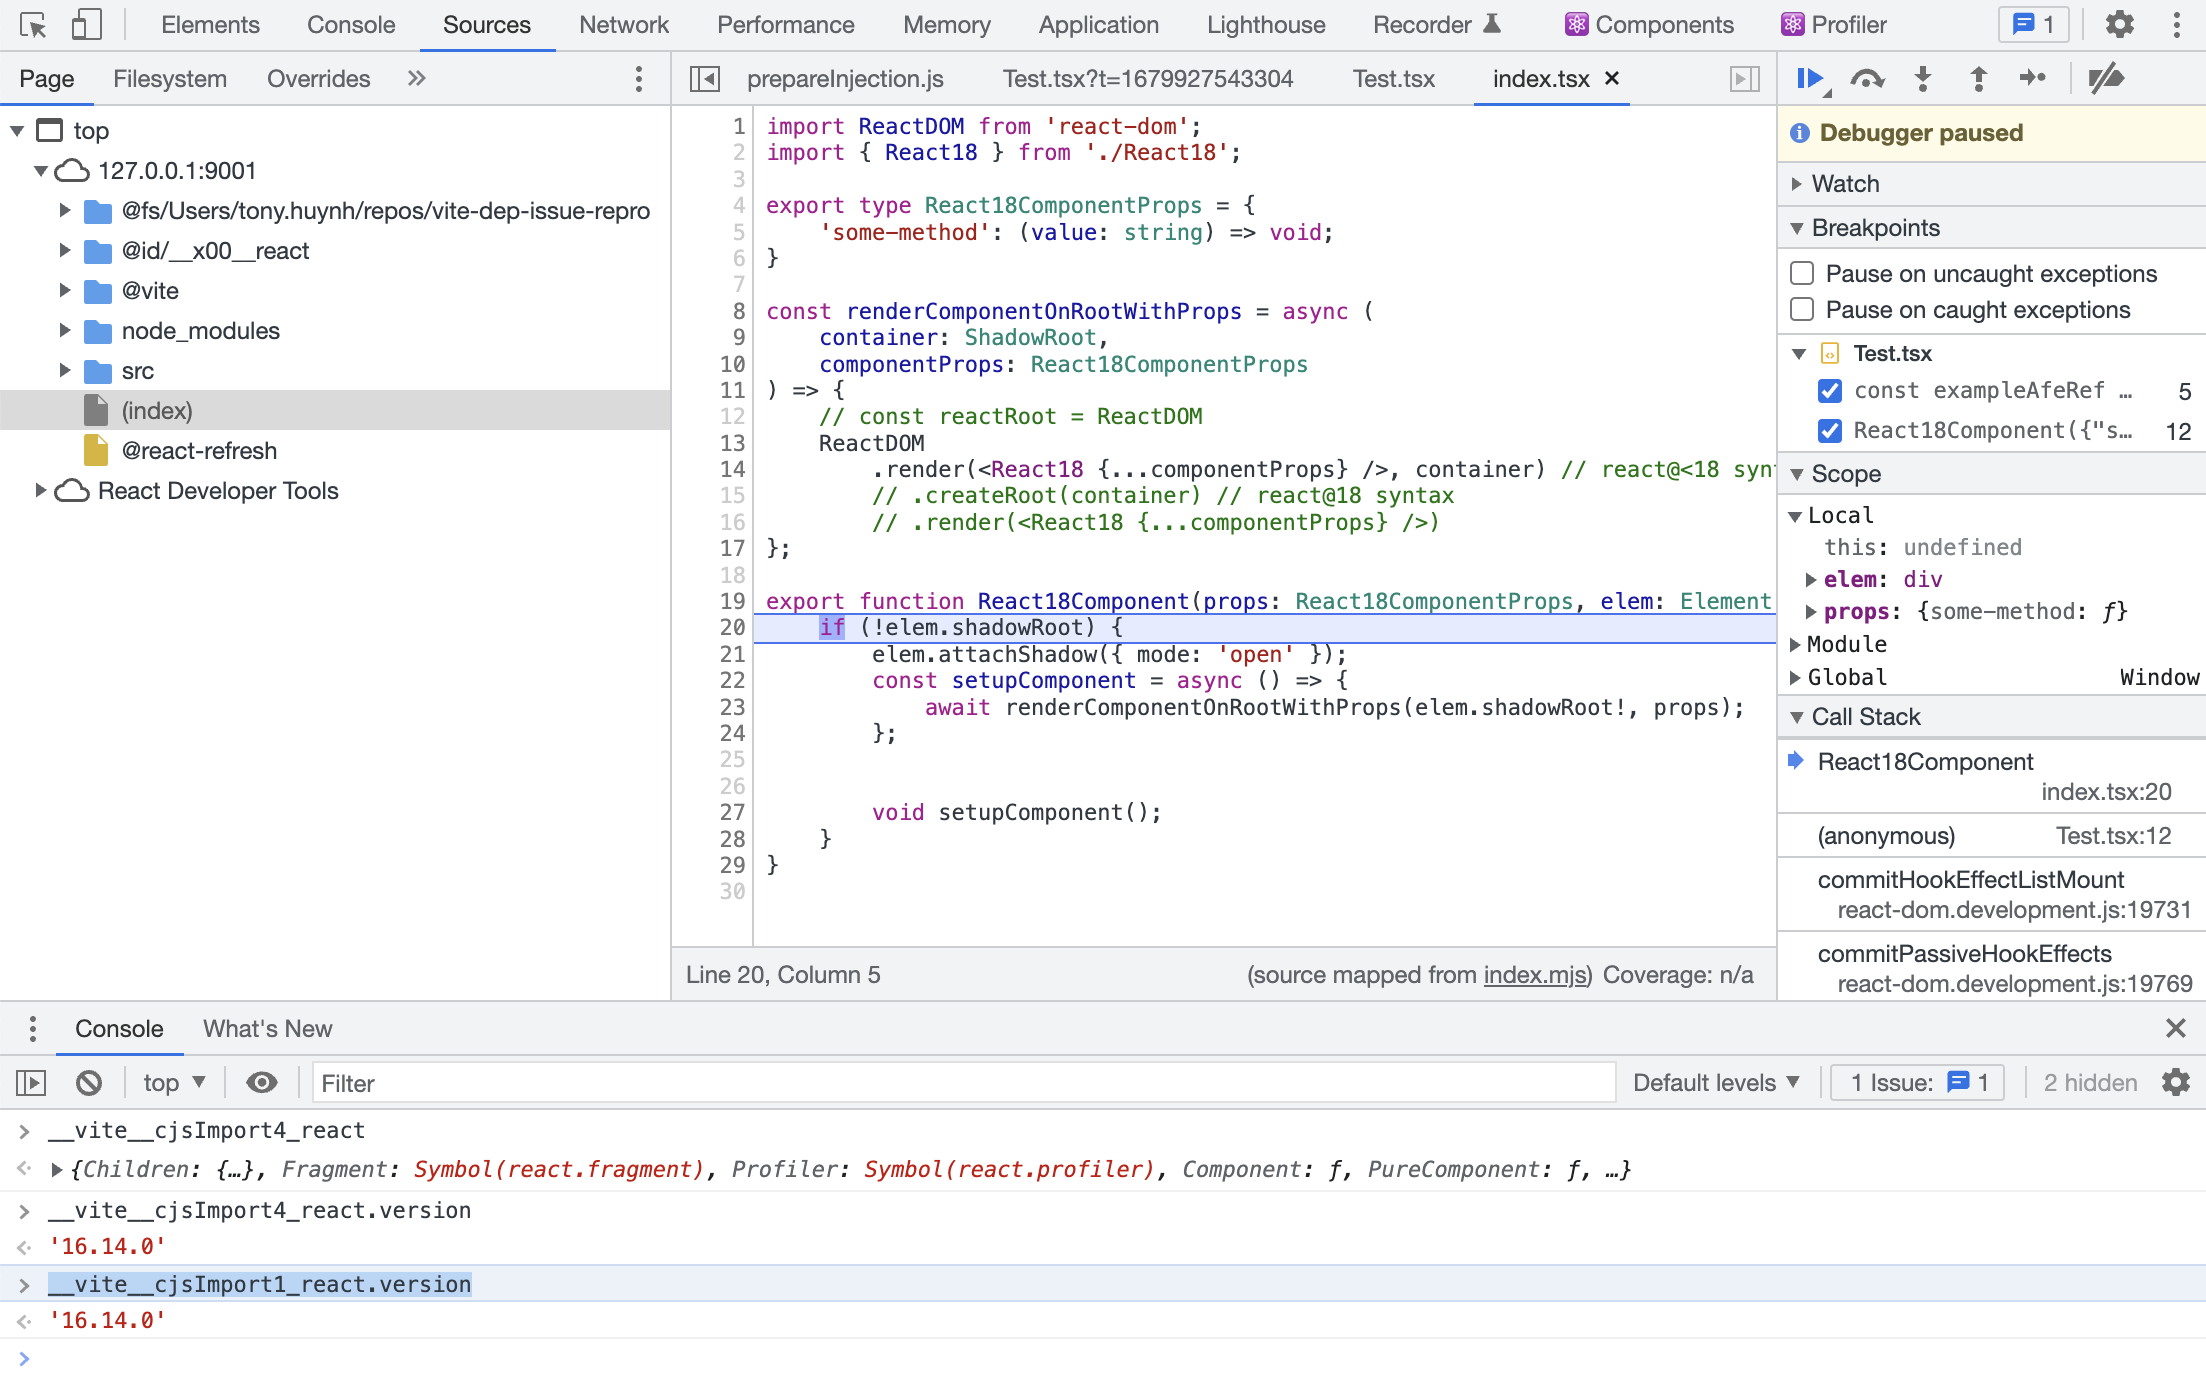 Elements Console Sources Network Performance Memory Application Lighthouse Recorder Components Profiler 1
Page Filesystem Overrides »
top
127.0.0.1:9001
@fs/Users/tony.huynh/repos/vite-dep-issue-repro
@id/__x00__react
@vite
node_modules
src
(index)
@react-refresh
React Developer Tools
prepareInjection.js Test.tsx?t=1679927543304 Test.tsx index.tsx ×
1 import ReactDOM from 'react-dom';
2 import { React18 } from './React18';
3
4 export type React18ComponentProps = {
5     'some-method': (value: string) => void;
6 }
7
8 const renderComponentOnRootWithProps = async (
9     container: ShadowRoot,
10     componentProps: React18ComponentProps
11 ) => {
12     // const reactRoot = ReactDOM
13     ReactDOM
14         .render(<React18 {...componentProps} />, container) // react@<18 syn
15         // .createRoot(container) // react@18 syntax
16         // .render(<React18 {...componentProps} />)
17 };
18
19 export function React18Component(props: React18ComponentProps, elem: Element
20     if (!elem.shadowRoot) {
21         elem.attachShadow({ mode: 'open' });
22         const setupComponent = async () => {
23             await renderComponentOnRootWithProps(elem.shadowRoot!, props);
24         };
25
26
27         void setupComponent();
28     }
29 }
30
Line 20, Column 5 (source mapped from index.mjs) Coverage: n/a
Debugger paused
Watch
Breakpoints
Pause on uncaught exceptions
Pause on caught exceptions
Test.tsx
const exampleAfeRef … 5
React18Component({"s… 12
Scope
Local
this: undefined
elem: div
props: {some-method: ƒ}
Module
Global Window
Call Stack
React18Component
index.tsx:20
(anonymous) Test.tsx:12
commitHookEffectListMount
react-dom.development.js:19731
commitPassiveHookEffects
react-dom.development.js:19769
Console What's New
top Filter Default levels 1 Issue: 1 2 hidden
> __vite__cjsImport4_react
{Children: {…}, Fragment: Symbol(react.fragment), Profiler: Symbol(react.profiler), Component: ƒ, PureComponent: ƒ, …}
> __vite__cjsImport4_react.version
'16.14.0'
> __vite__cjsImport1_react.version
'16.14.0'
>